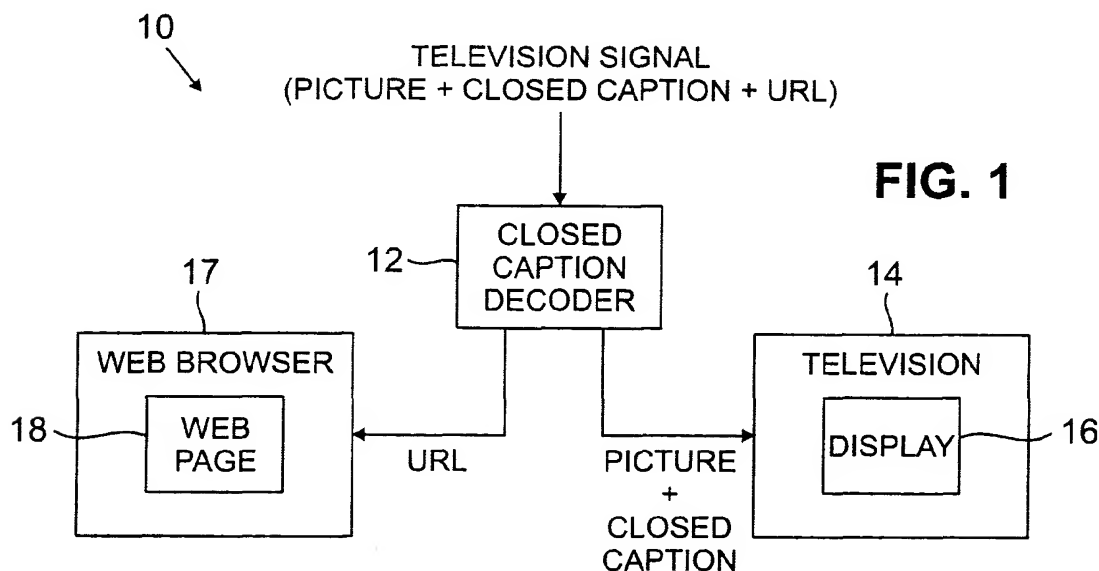 10
TELEVISION SIGNAL
(PICTURE + CLOSED CAPTION + URL)
FIG. 1
12
CLOSED
CAPTION
DECODER
17
WEB BROWSER
18
WEB
PAGE
URL
PICTURE
+
CLOSED
CAPTION
14
TELEVISION
DISPLAY
16